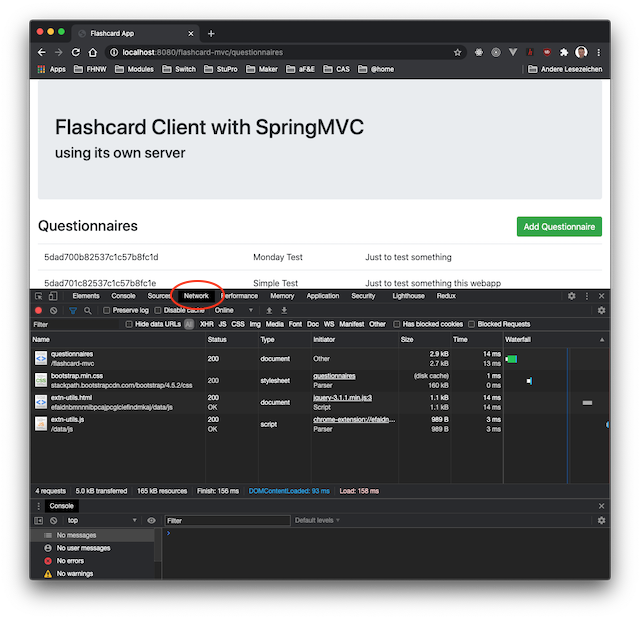 Flashcard App
localhost:8080/flashcard-mvc/questionnaires
Apps FHNW Modules Switch StuPro Maker aF&E CAS @home Andere Lesezeichen
Flashcard Client with SpringMVC
using its own server
Questionnaires
Add Questionnaire
5dad700b82537c1c57b8fc1d Monday Test Just to test something
5dad701c82537c1c57b8fc1e Simple Test Just to test something this webapp
Elements Console Sources Network Performance Memory Application Security Lighthouse Redux
Preserve log Disable cache Online
Filter Hide data URLs All XHR JS CSS Img Media Font Doc WS Manifest Other Has blocked cookies Blocked Requests
Name Status Type Initiator Size Time Waterfall
questionnaires 200 document Other 2.9 kB 14 ms
/flashcard-mvc 2.7 kB 13 ms
bootstrap.min.css 200 stylesheet questionnaires (disk cache) 1 ms
stackpath.bootstrapcdn.com/bootstrap/4.5.2/css Parser 160 kB 0 ms
extn-utils.html 200 document jquery-3.1.1.min.js:3 1.1 kB 14 ms
efaidnbmnnnibpcajpcglclefindmkaj/data/js OK Script 1.1 kB 14 ms
extn-utils.js 200 script chrome-extension://efaidn... 989 B 3 ms
/data/js OK Parser 989 B 3 ms
4 requests 5.0 kB transferred 165 kB resources Finish: 156 ms DOMContentLoaded: 93 ms Load: 158 ms
Console
top Filter Default levels
No messages
No user messages
No errors
No warnings